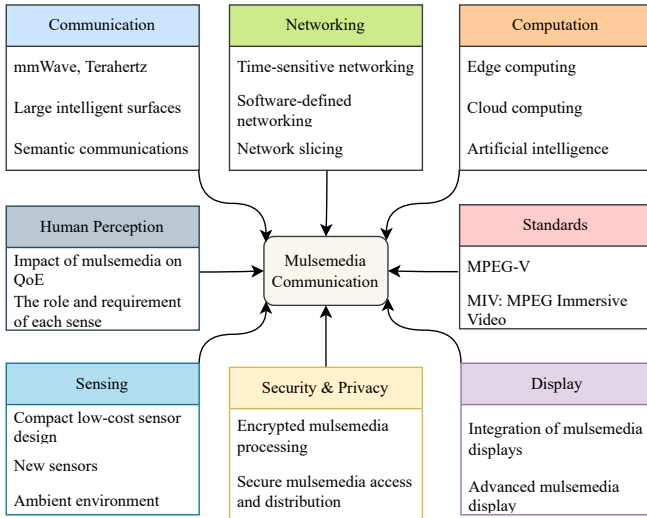 Communication
mmWave, Terahertz
Large intelligent surfaces
Semantic communications
Networking
Time-sensitive networking
Software-defined
networking
Network slicing
Computation
Edge computing
Cloud computing
Artificial intelligence
Human Perception
Impact of mulsemedia on
QoE
The role and requirement
of each sense
Mulsemedia
Communication
Standards
MPEG-V
MIV: MPEG Immersive
Video
Sensing
Compact low-cost sensor
design
New sensors
Ambient environment
Security & Privacy
Encrypted mulsemedia
processing
Secure mulsemedia access
and distribution
Display
Integration of mulsemedia
displays
Advanced mulsemedia
display